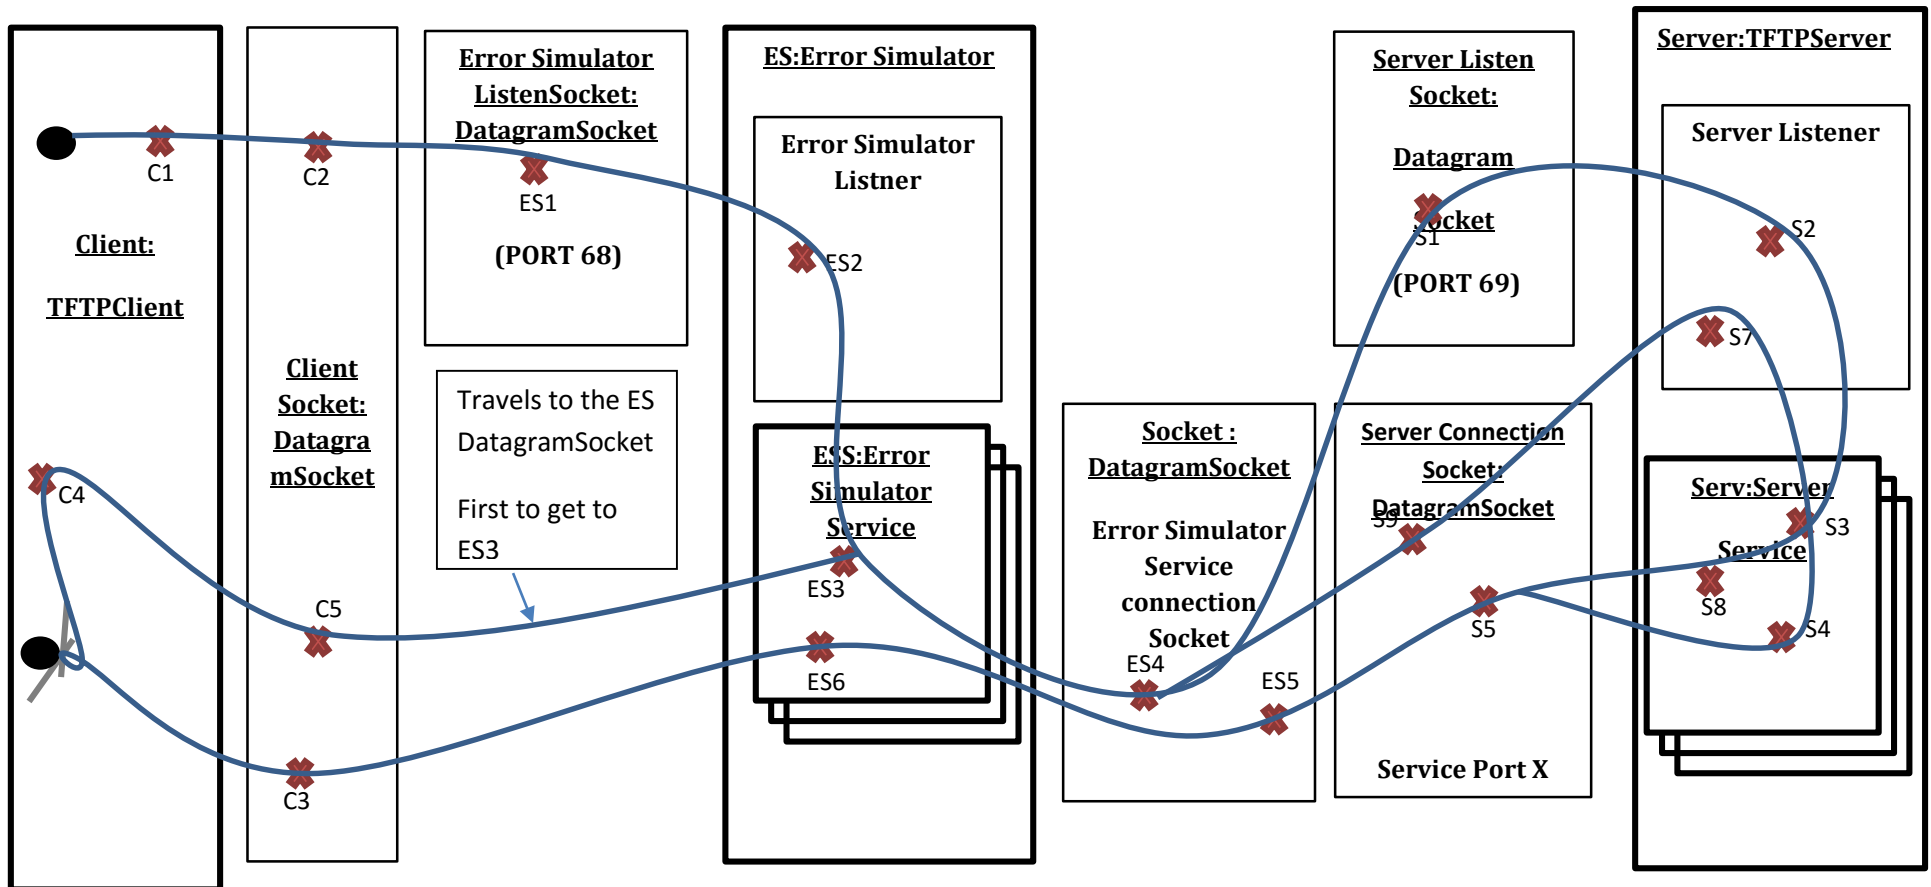 Client:
TFTPClient
C1
C4
Client
Socket:
Datagra
mSocket
C2
C5
C3
Error Simulator
ListenSocket:
DatagramSocket
ES1
(PORT 68)
Travels to the ES
DatagramSocket
First to get to
ES3
ES:Error Simulator
Error Simulator
Listner
ES2
ESS:Error
Simulator
Service
ES3
ES6
Socket :
DatagramSocket
Error Simulator
Service
connection
Socket
ES4
ES5
Server Listen
Socket:
Datagram
Socket
S1
(PORT 69)
Server Connection
Socket:
DatagramSocket
S9
S5
Service Port X
Server:TFTPServer
Server Listener
S2
S7
Serv:Server
S3
Service
S8
S4